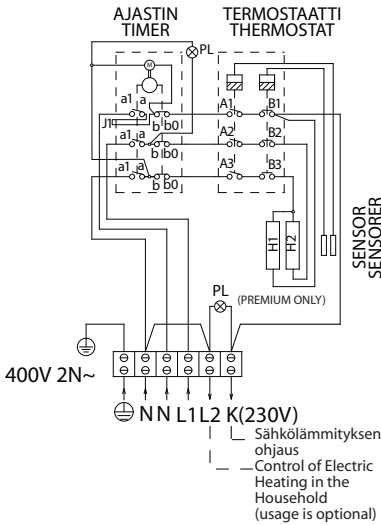 AJASTIN
TIMER
TERMOSTAATTI
THERMOSTAT
PL
M
a1 a
J1
b b0
A1
B1
a1 a
b b0
A2
B2
a1 a
b b0
A3
B3
H1
H2
SENSOR
SENSORER
PL
(PREMIUM ONLY)
400V 2N~
N N L1 L2 K(230V)
Sähkölämmityksen
ohjaus
Control of Electric
Heating in the
Household
(usage is optional)